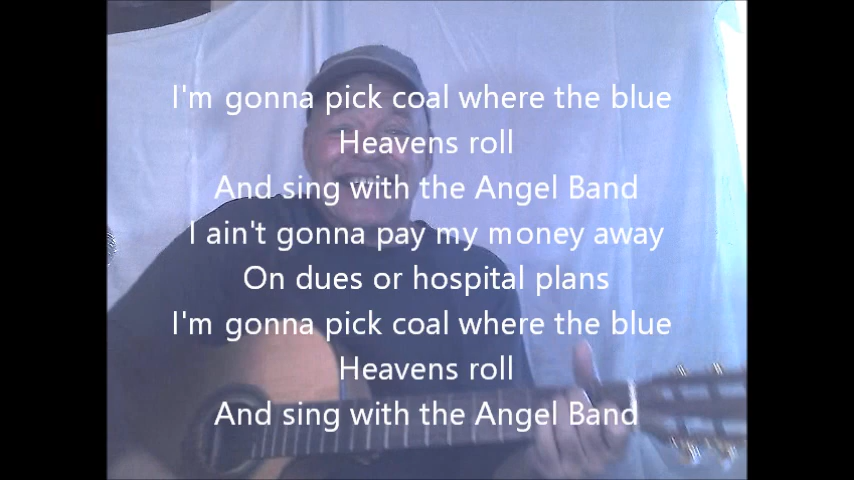 I'm gonna pick coal where the blue
Heavens roll
And sing with the Angel Band
I ain't gonna pay my money away
On dues or hospital plans
I'm gonna pick coal where the blue
Heavens roll
And sing with the Angel Band